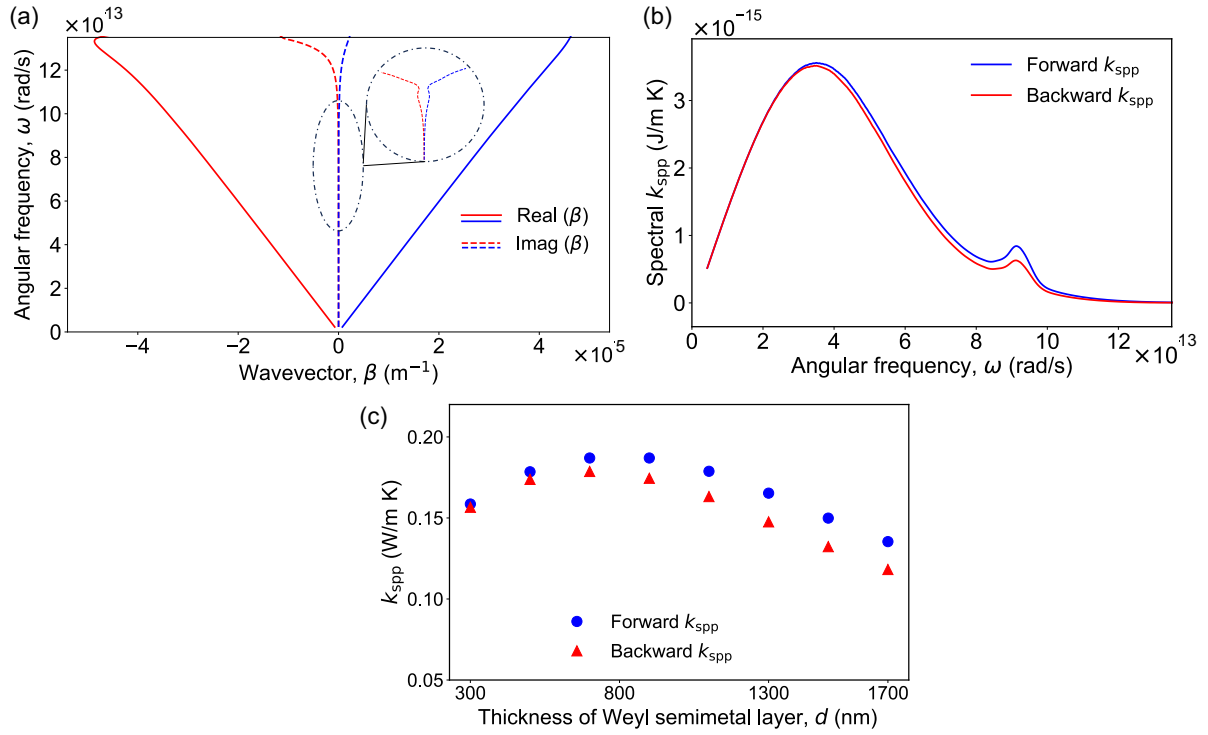 (a)
×10^13
12
10
8
6
4
2
0
Angular frequency, ω (rad/s)
Real (β)
Imag (β)
−4
−2
0
2
4
×10^5
Wavevector, β (m⁻¹)
(b)
×10^−15
3
2
1
0
Spectral k_spp (J/m K)
Forward k_spp
Backward k_spp
0
2
4
6
8
10
12
×10^13
Angular frequency, ω (rad/s)
(c)
0.20
0.15
0.10
0.05
k_spp (W/m K)
Forward k_spp
Backward k_spp
300
800
1300
1700
Thickness of Weyl semimetal layer, d (nm)